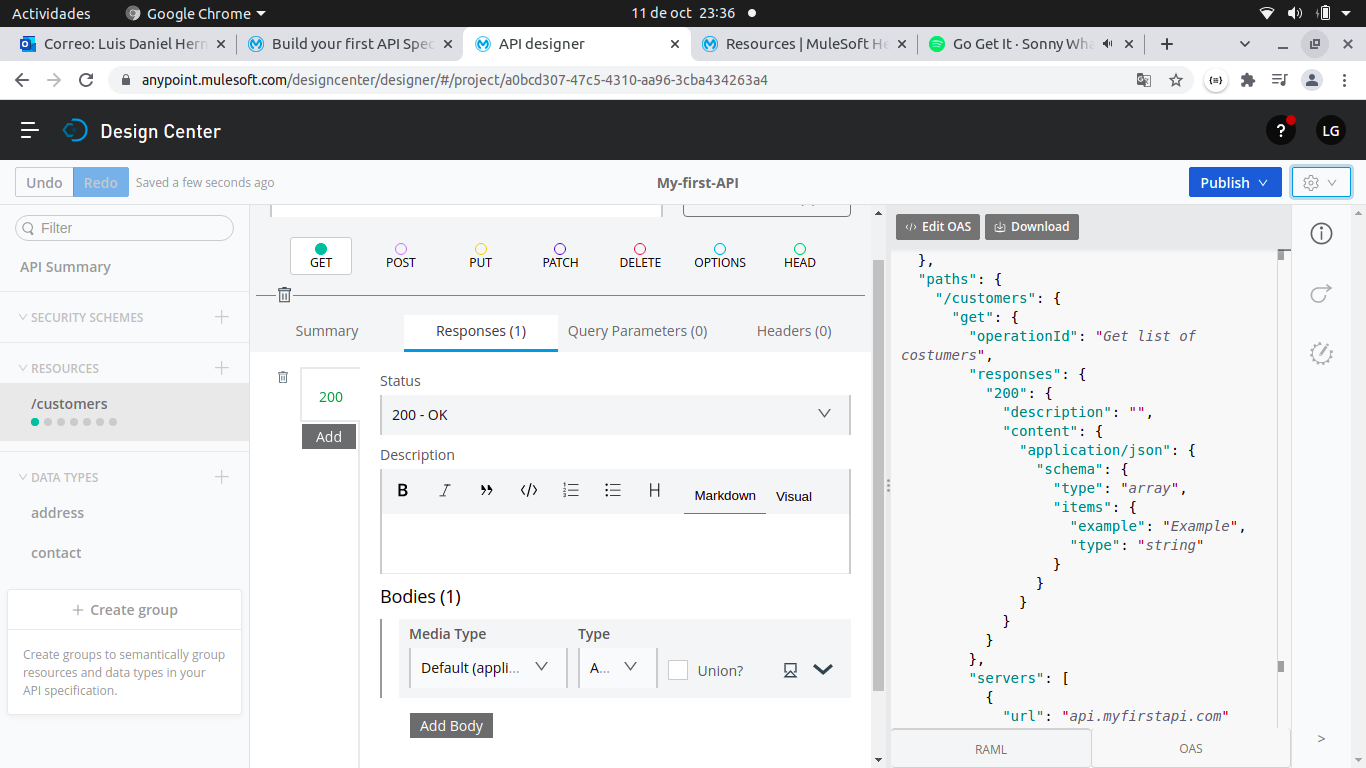 Actividades
Google Chrome
11 de oct 23:36
Correo: Luis Daniel Hern
Build your first API Spec
API designer
Resources | MuleSoft He
Go Get It · Sonny Wha
anypoint.mulesoft.com/designcenter/designer/#/project/a0bcd307-47c5-4310-aa96-3cba434263a4
Design Center
?
LG
Undo
Redo
Saved a few seconds ago
My-first-API
Publish
Filter
API Summary
SECURITY SCHEMES
RESOURCES
/customers
DATA TYPES
address
contact
+ Create group
Create groups to semantically group
resources and data types in your
API specification.
GET
POST
PUT
PATCH
DELETE
OPTIONS
HEAD
Summary
Responses (1)
Query Parameters (0)
Headers (0)
200
Add
Status
200 - OK
Description
B
I
H
Markdown
Visual
Bodies (1)
Media Type
Type
Default (appli...
A...
Union?
Add Body
Edit OAS
Download
},
"paths": {
"/customers": {
"get": {
"operationId": "Get list of
costumers",
"responses": {
"200": {
"description": "",
"content": {
"application/json": {
"schema": {
"type": "array",
"items": {
"example": "Example",
"type": "string"
}
}
}
}
}
},
"servers": [
{
"url": "api.myfirstapi.com"
RAML
OAS
>